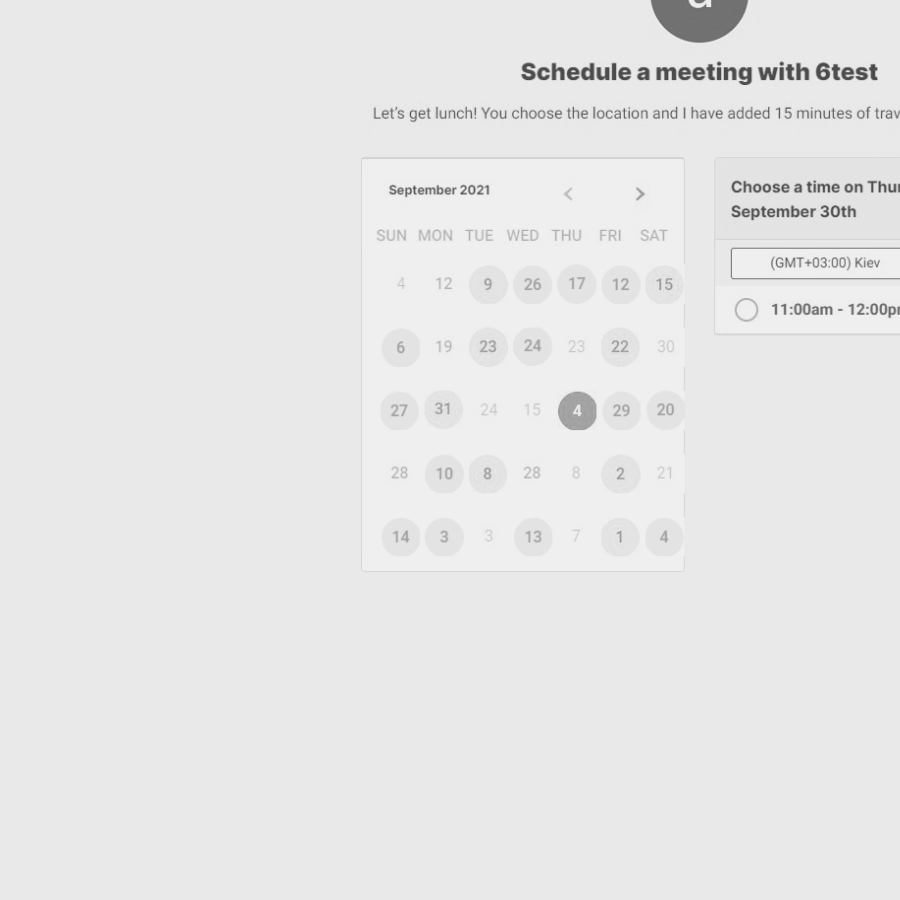 Schedule a meeting with 6test
Let's get lunch! You choose the location and I have added 15 minutes of
September 2021
SUN MON TUE WED THU FRI SAT
4 12 9 26 17 12 15
6 19 23 24 23 22 30
27 31 24 15 4 29 20
28 10 8 28 8 2 21
14 3 3 13 7 1 4
Choose a time on
September 30th
(GMT+03:00) Kiev
11:00am - 12:00p